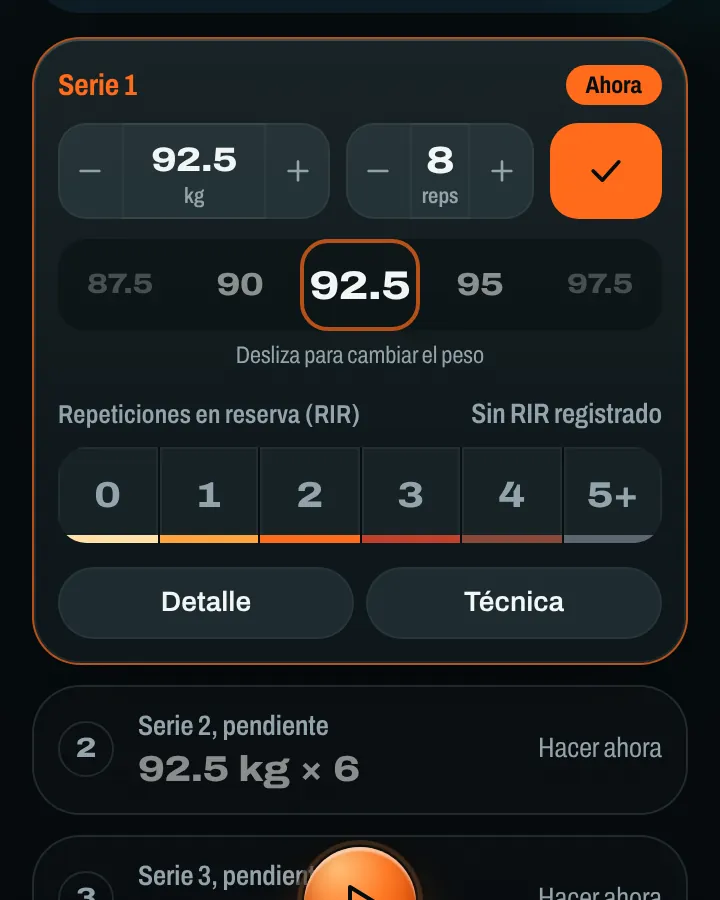 Serie 1
Ahora
− 92.5 +
kg
− 8 +
reps
87.5 90 92.5 95 97.5
Desliza para cambiar el peso
Repeticiones en reserva (RIR)
Sin RIR registrado
0 1 2 3 4 5+
Detalle
Técnica
2
Serie 2, pendiente
92.5 kg × 6
Hacer ahora
3
Serie 3,
Hacer ahora